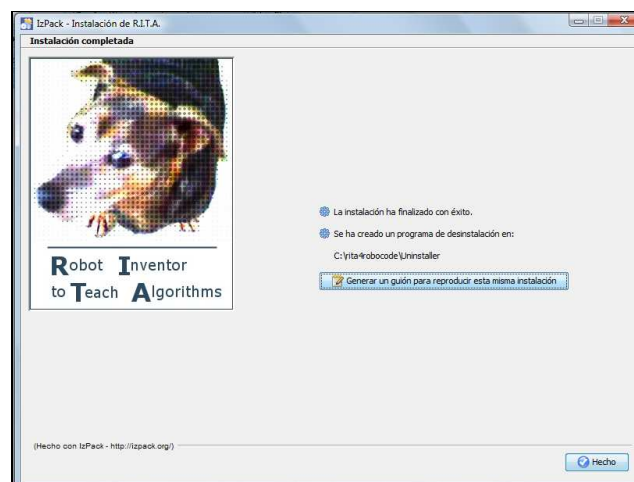 IzPack - Instalación de R.I.T.A.
Instalación completada
Robot Inventor
to Teach Algorithms
La instalación ha finalizado con éxito.
Se ha creado un programa de desinstalación en:
C:\rita4robocode\Uninstaller
Generar un guión para reproducir esta misma instalación
(Hecho con IzPack - http://izpack.org/)
Hecho